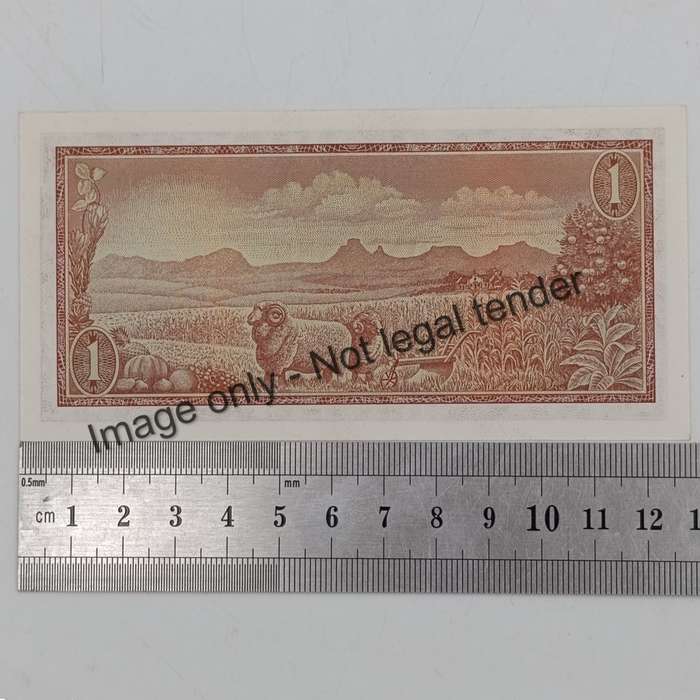 1
1
Image only - Not legal tender
0.5mm
mm
cm 1 2 3 4 5 6 7 8 9 10 11 12 1